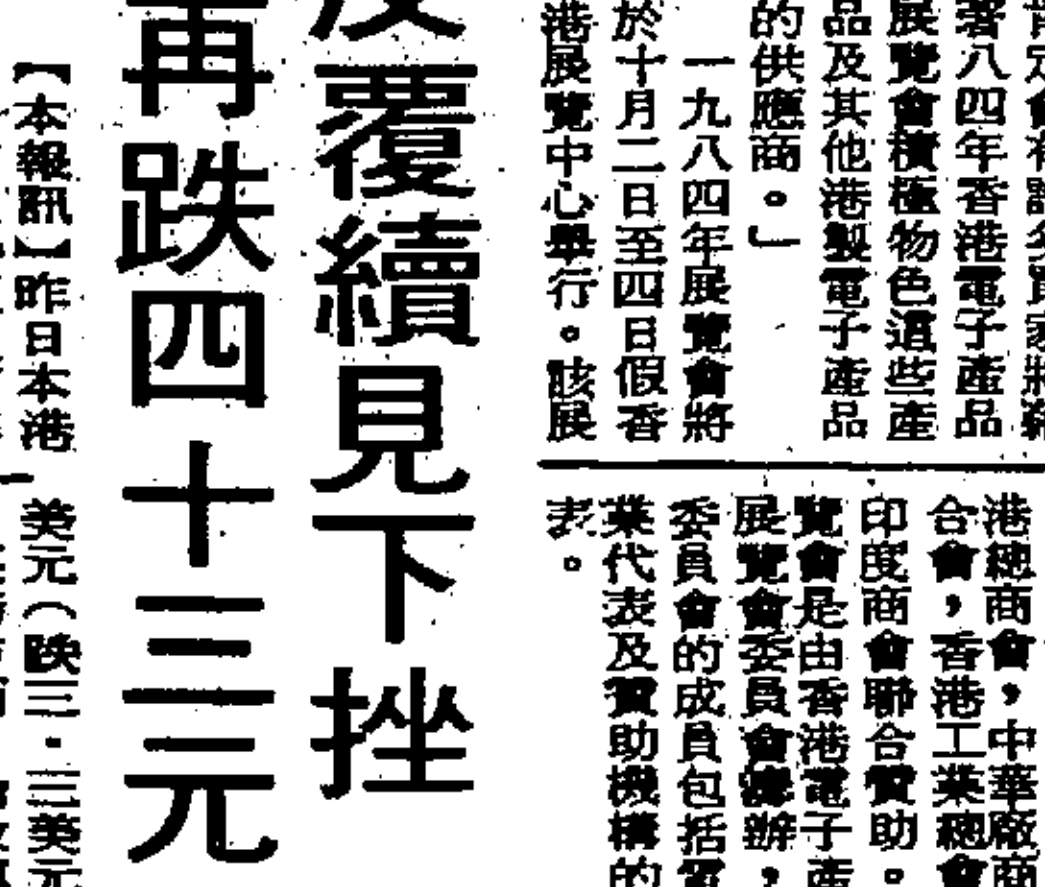 著八四年香港電子產品
展覽會積極物色這些產
品及其他港製電子產品
的供應商。」
一九八四年展覽會將
於十月二日至四日假香
港展覽中心舉行。該展
港總商會,中華廠商
合會,香港工業總會
印度商會聯合贊助。
覽會是由香港電子產
展覽會委員會籌辦,
委員會的成員包括電
業代表及贊助機構的
表。
反覆續見下挫
再跌四十三元
【本報訊】昨日本港
美元(跌三.三美元